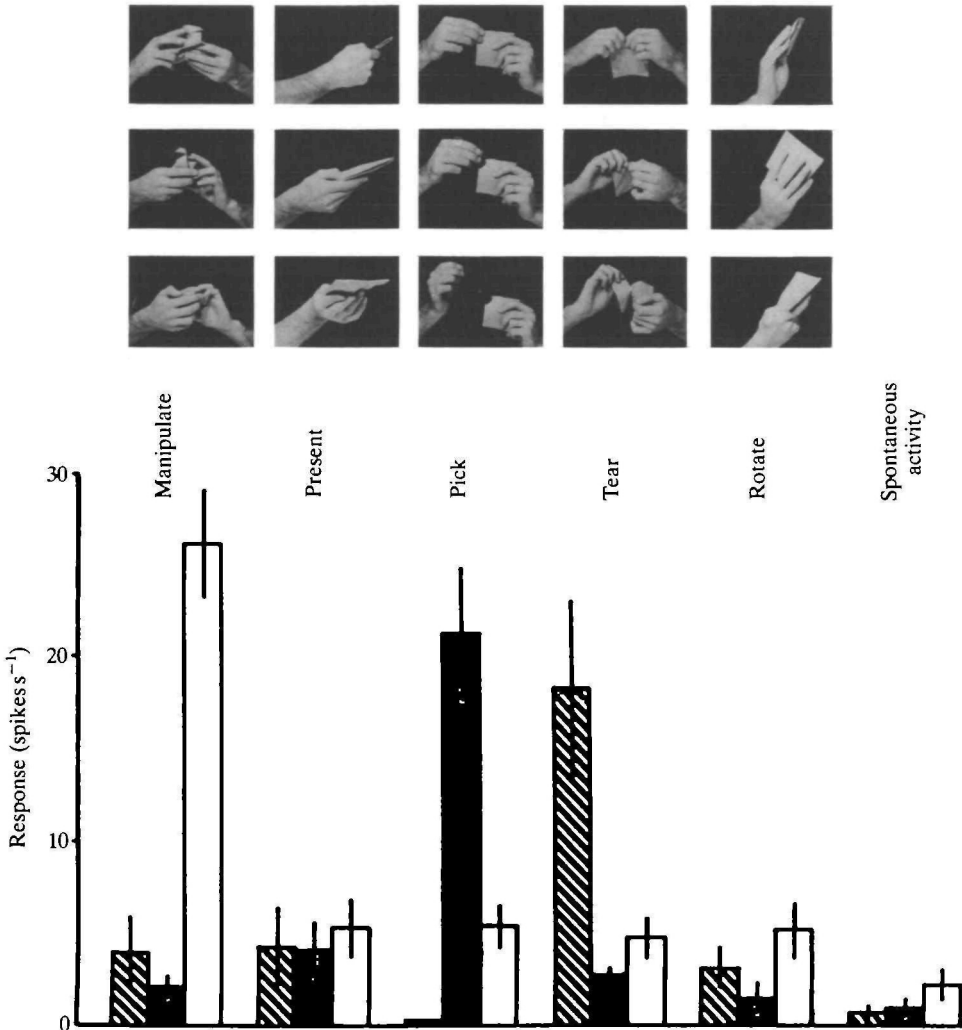 Manipulate
Present
Pick
Tear
Rotate
Spontaneous
activity
30
20
10
0
Response (spikes s⁻¹)